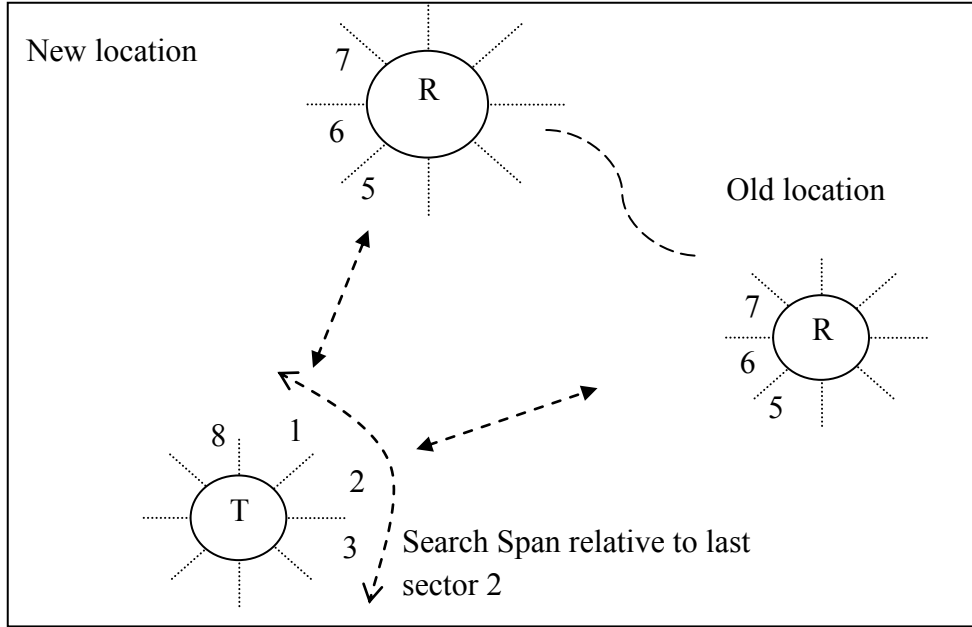 New location
7
R
6
5
Old location
7
R
6
5
8
1
2
T
3
Search Span relative to last
sector 2